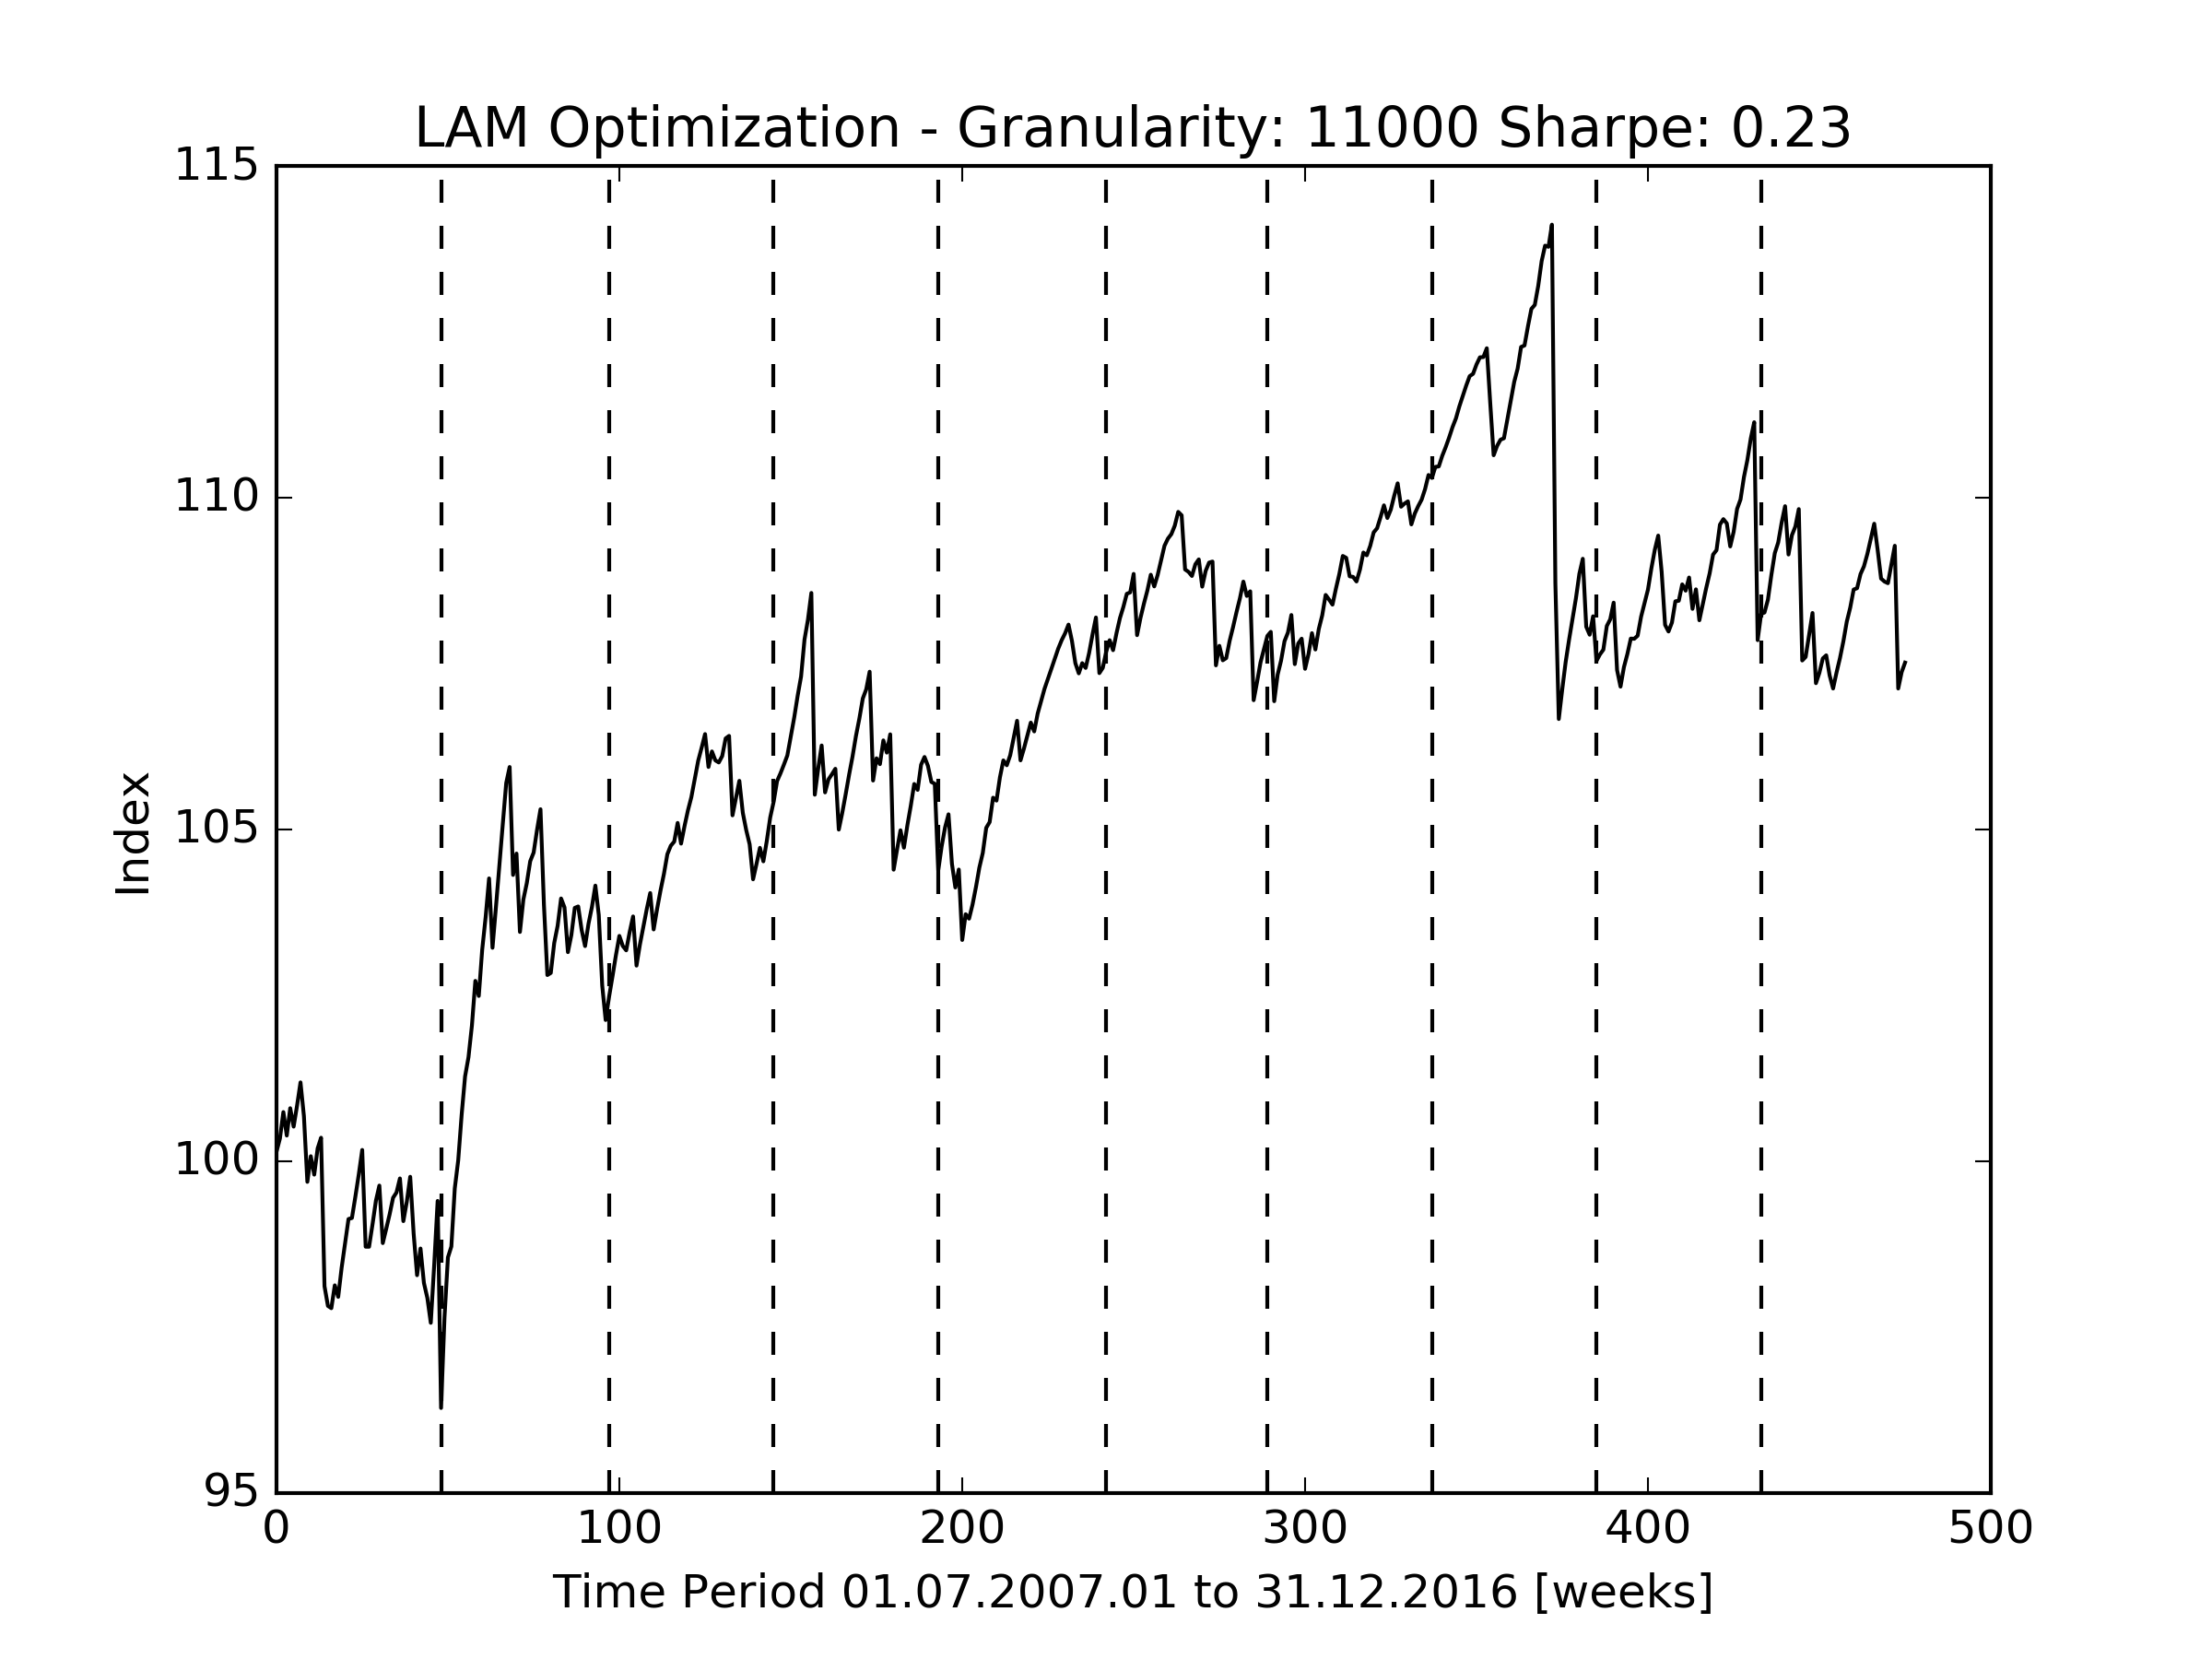 LAM Optimization - Granularity: 11000 Sharpe: 0.23
115
110
105
100
95
Index
0 100 200 300 400 500
Time Period 01.07.2007.01 to 31.12.2016 [weeks]